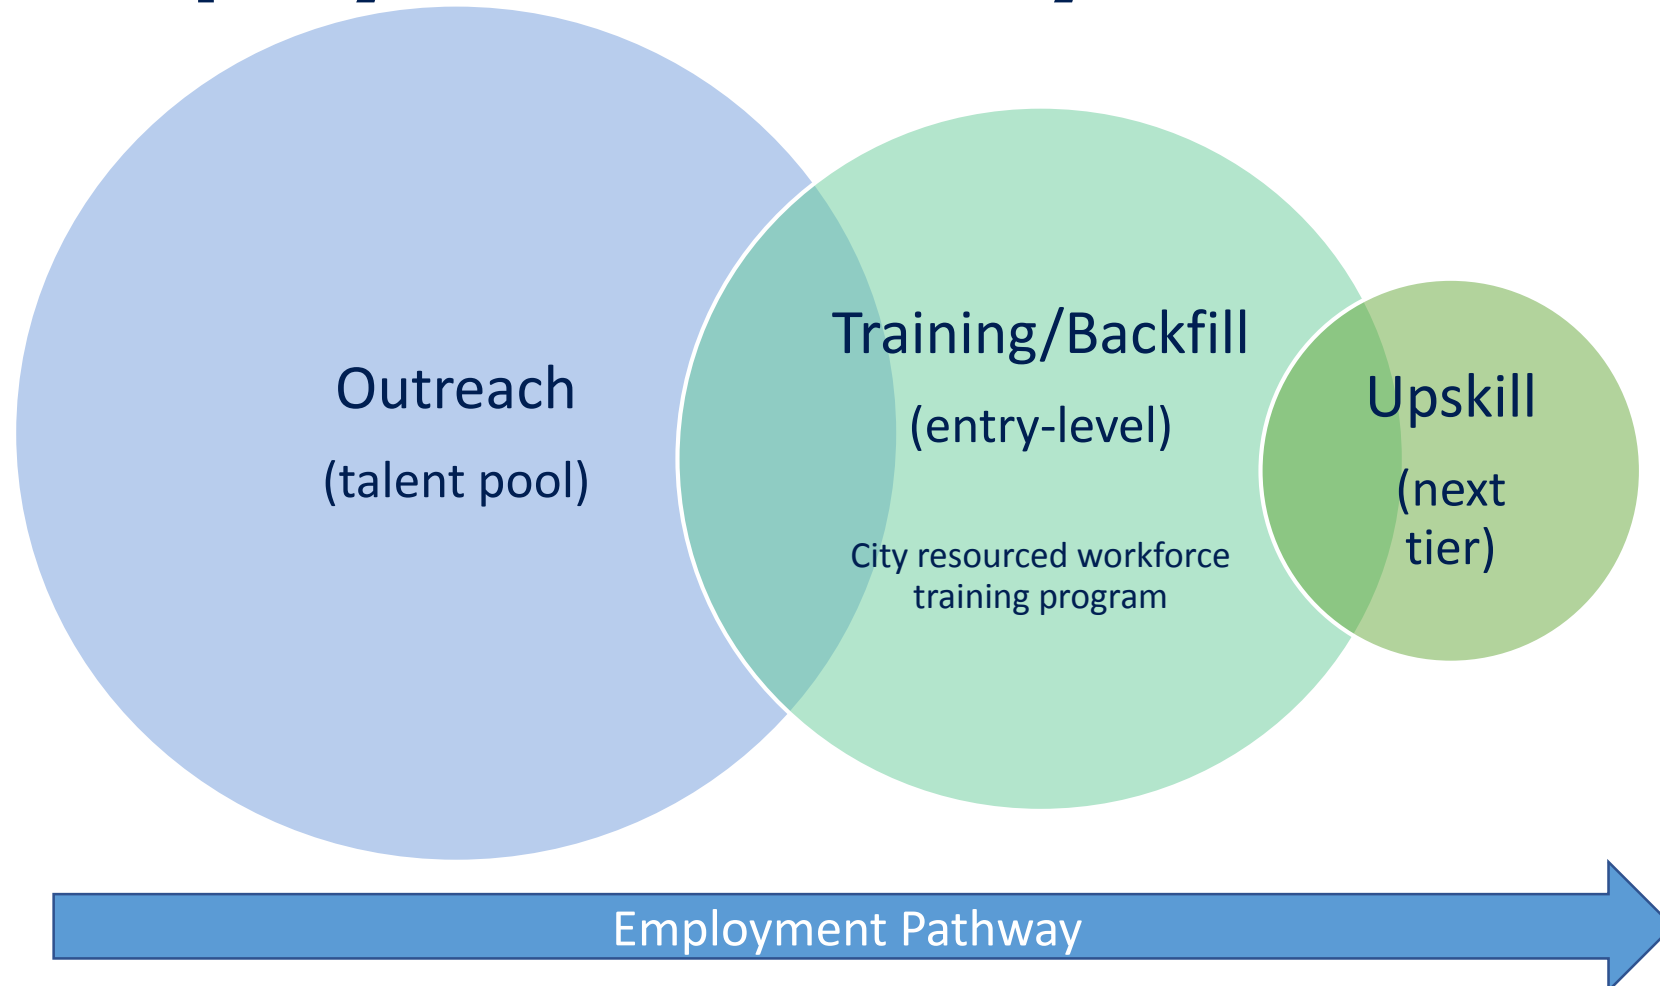 Outreach
(talent pool)
Training/Backfill
(entry-level)
City resourced workforce
training program
Upskill
(next
tier)
Employment Pathway